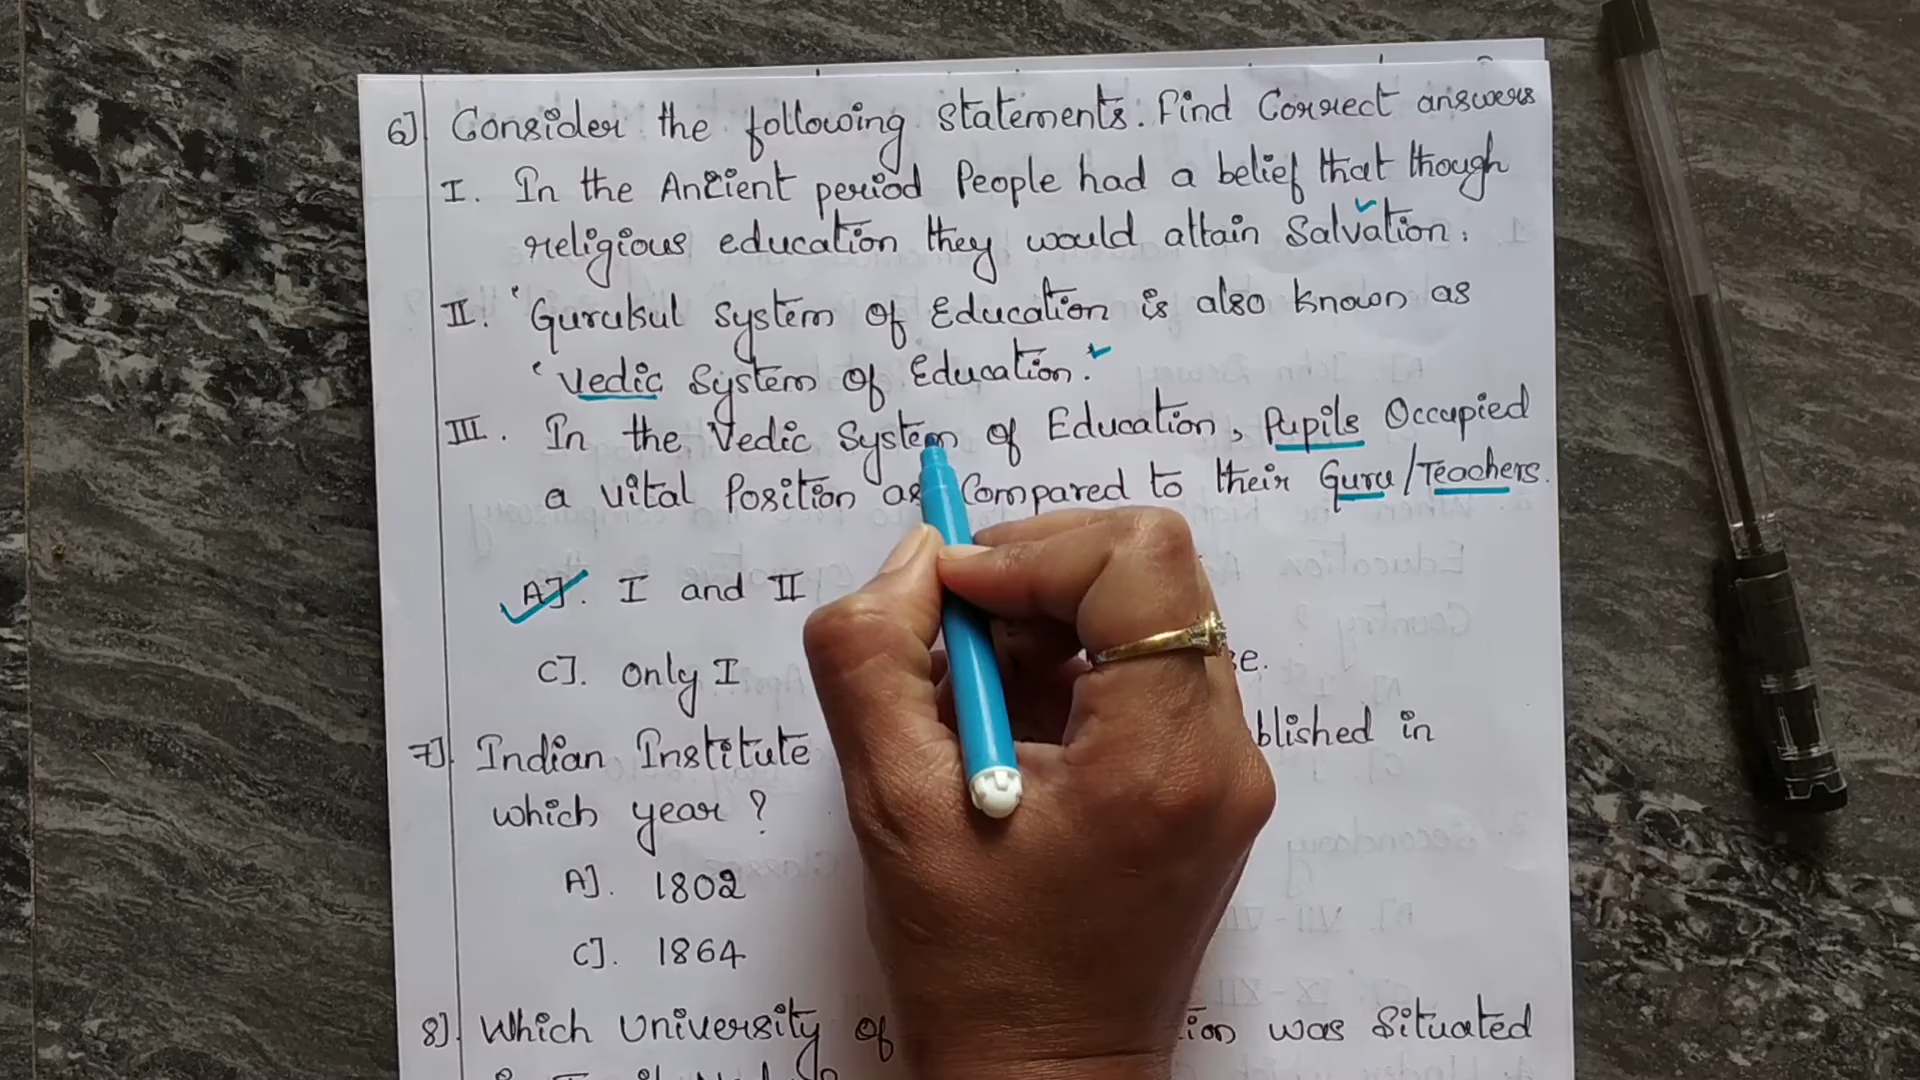 6]. Consider the following statements. Find Correct answers
I. In the Ancient period People had a belief that though
religious education they would attain Salvation.
II. 'Gurukul System of Education is also known as
'Vedic System of Education.
III. In the Vedic System of Education, Pupils Occupied
a Vital Position as Compared to their Guru/Teachers.
A]. I and II
C]. only I
7]. Indian Institute in
which year?
A]. 1802
C]. 1864
8]. Which University of was Situated